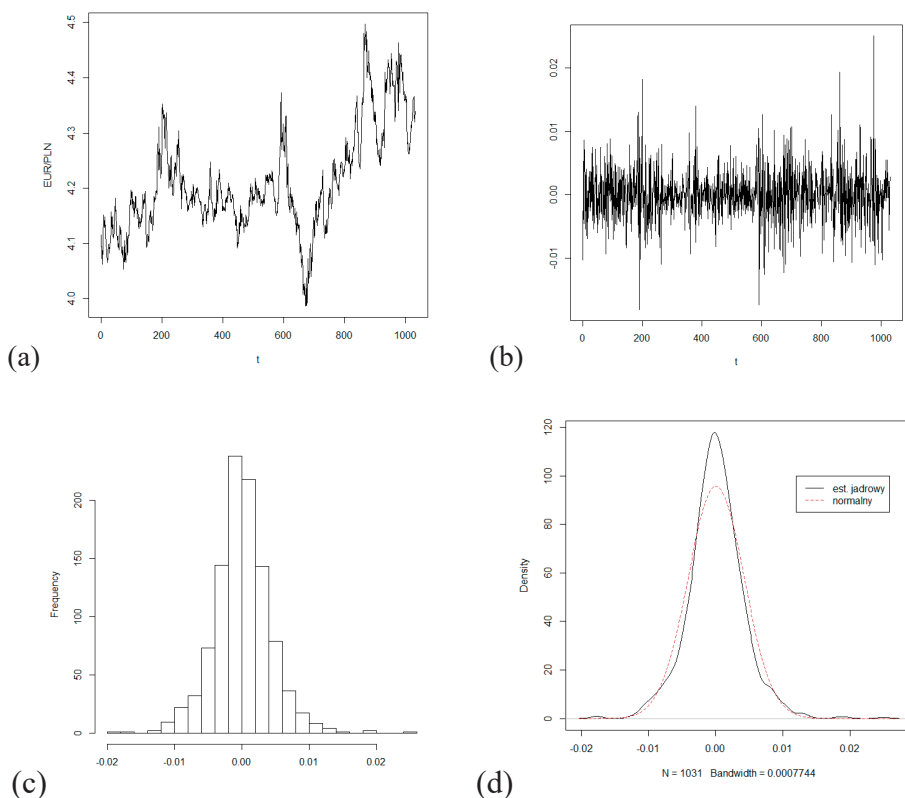 4.5
4.4
4.3
4.2
4.1
4.0
EUR/PLN
0 200 400 600 800 1000
t
(a)
0.02
0.01
0.00
-0.01
0 200 400 600 800 1000
t
(b)
200
150
100
50
0
Frequency
-0.02 -0.01 0.00 0.01 0.02
(c)
120
100
80
60
40
20
0
Density
est. jadrowy
normalny
-0.02 -0.01 0.00 0.01 0.02
N = 1031 Bandwidth = 0.0007744
(d)